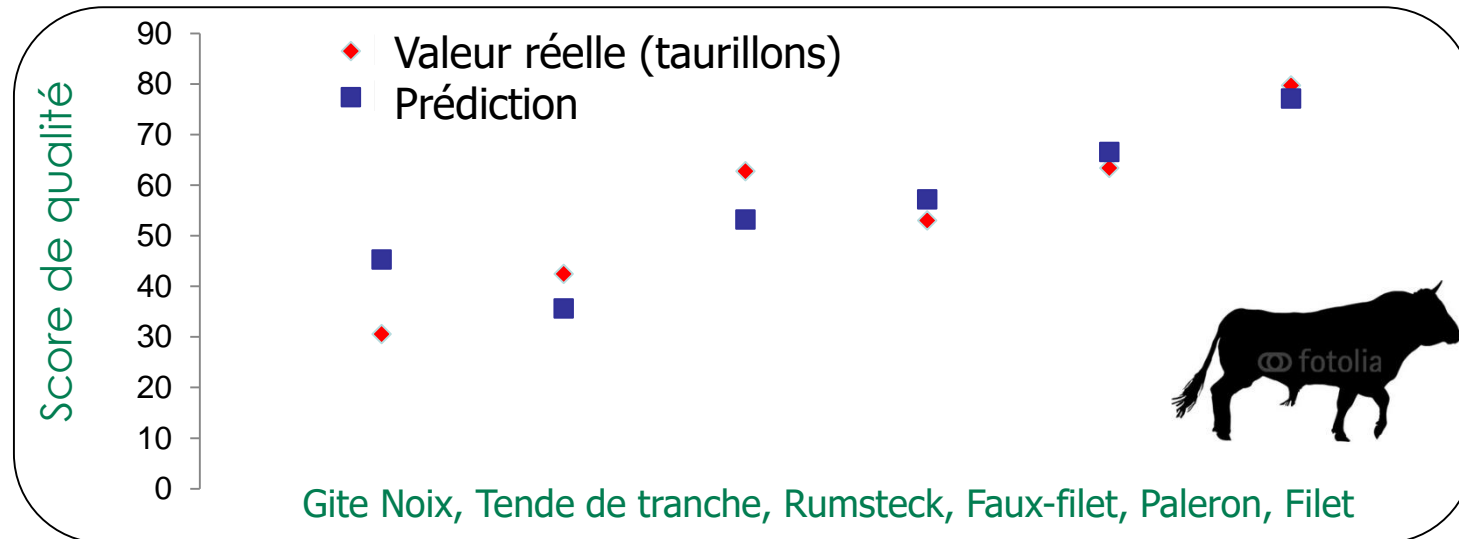 Score de qualité
90
80
70
60
50
40
30
20
10
0
Valeur réelle (taurillons)
Prédiction
fotolia
Gite Noix, Tende de tranche, Rumsteck, Faux-filet, Paleron, Filet